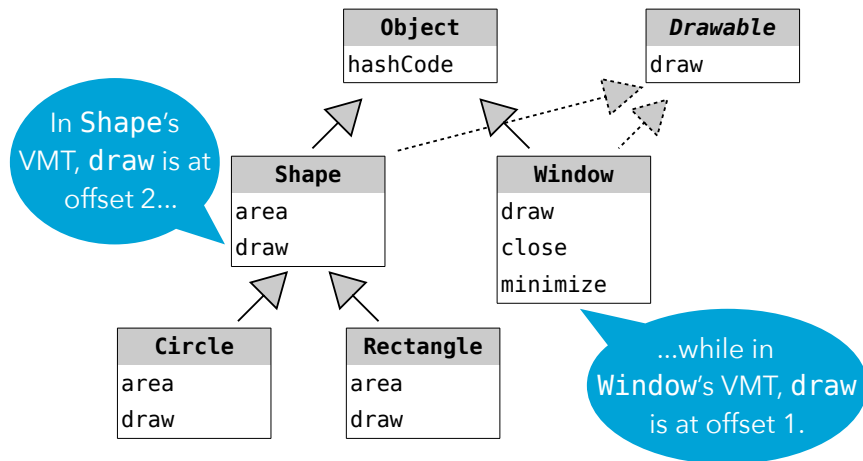 Object
hashCode
Drawable
draw
In Shape's
VMT, draw is at
offset 2...
Shape
area
draw
Window
draw
close
minimize
Circle
area
draw
Rectangle
area
draw
...while in
Window's VMT, draw
is at offset 1.